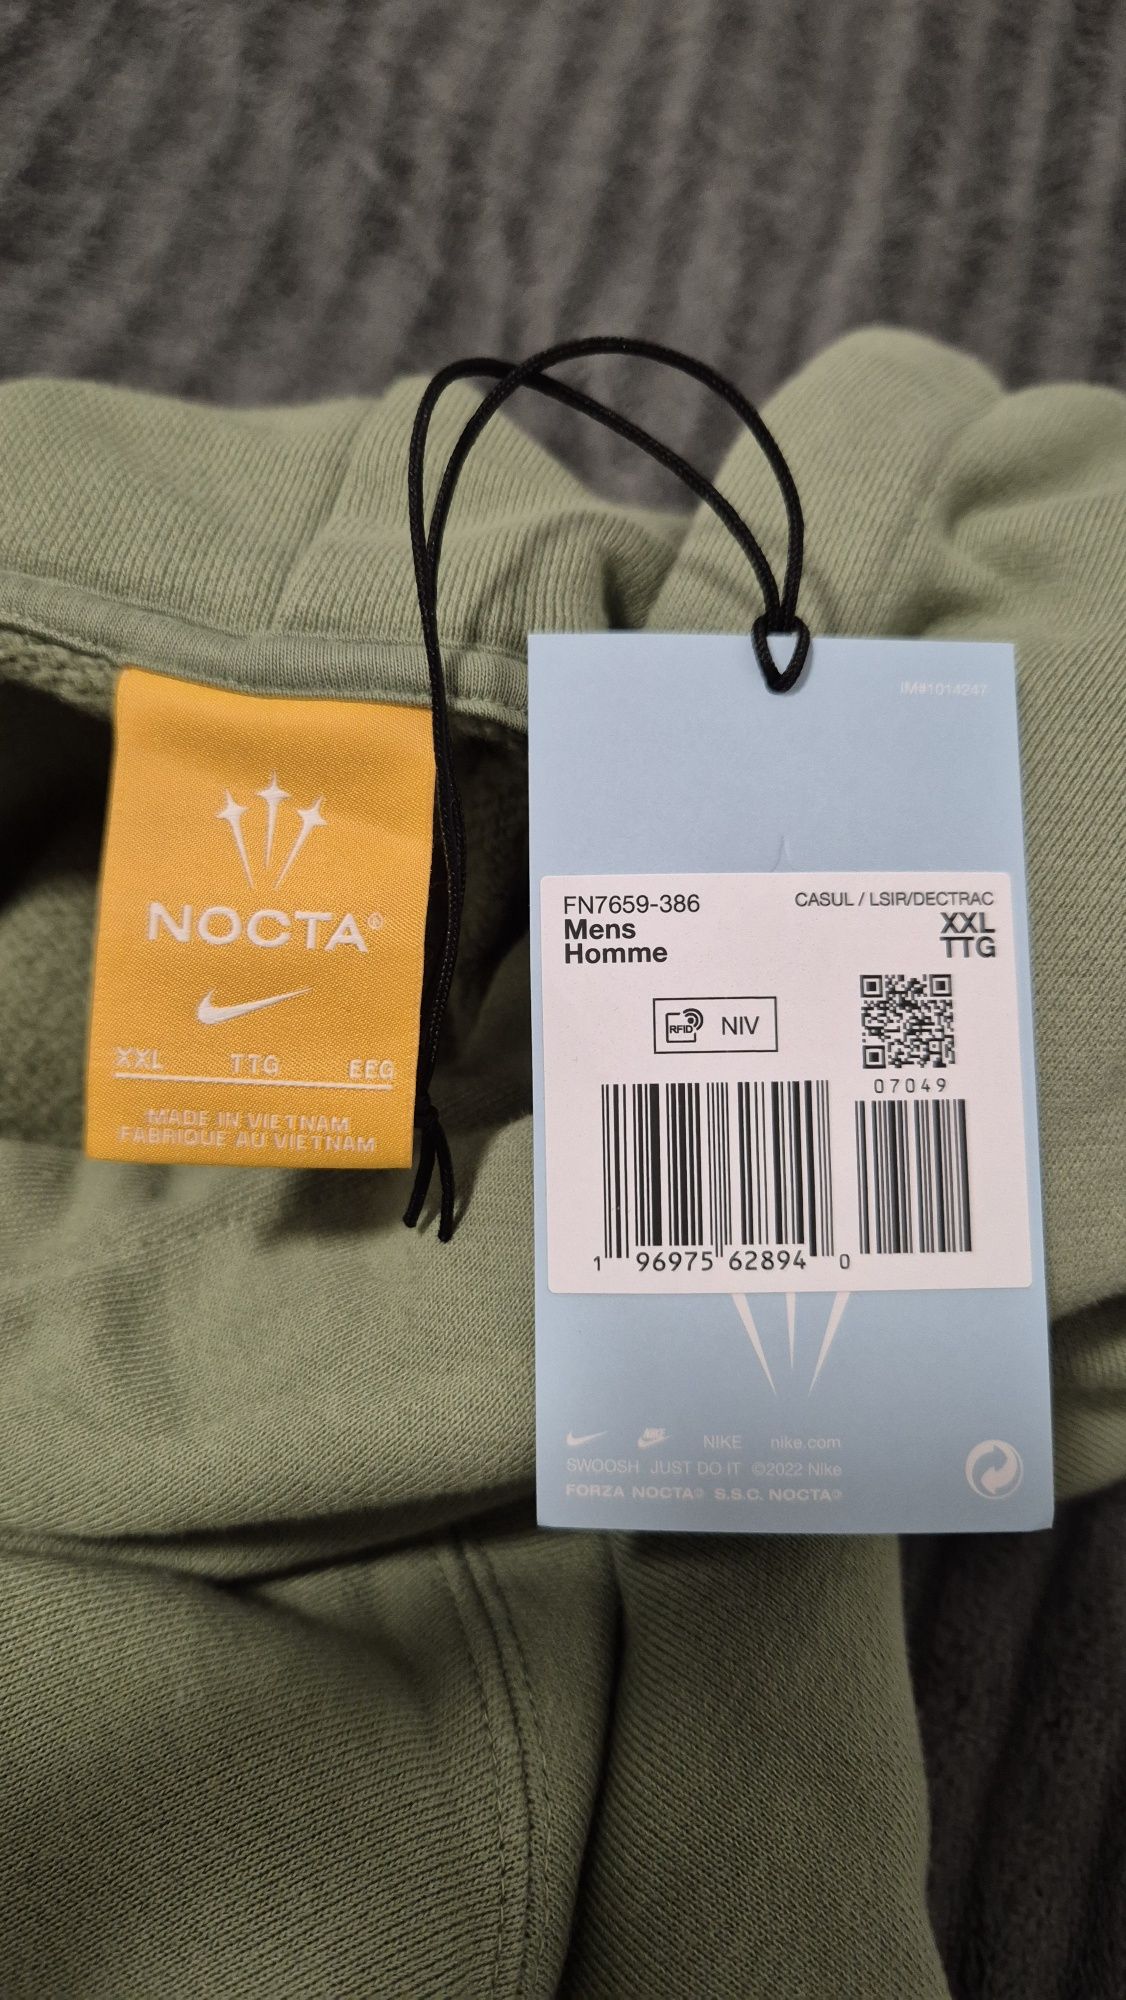 NOCTA®
XXL TTG EEG
MADE IN VIETNAM
FABRIQUE AU VIETNAM
IM#1014247
FN7659-386
Mens
Homme
CASUL / LSIR/DECTRAC
XXL
TTG
RFID NIV
07049
1 96975 62894 0
NIKE NIKE nike.com
SWOOSH JUST DO IT ©2022 Nike
FORZA NOCTA® S.S.C. NOCTA®